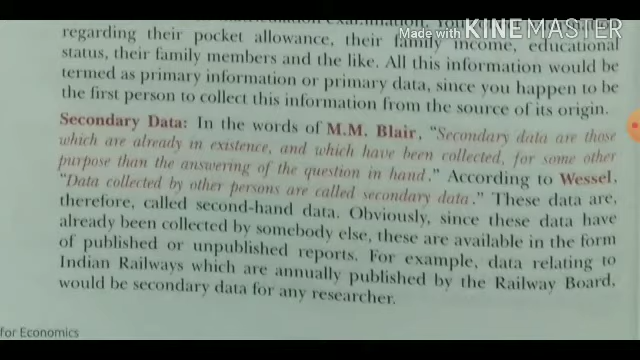 Made with KINEMASTER
regarding their pocket allowance, their family income, educational
status, their family members and the like. All this information would be
termed as primary information or primary data, since you happen to be
the first person to collect this information from the source of its origin.
Secondary Data: In the words of M.M. Blair, "Secondary data are those
which are already in existence, and which have been collected, for some other
purpose than the answering of the question in hand." According to Wessel,
"Data collected by other persons are called secondary data." These data are,
therefore, called second-hand data. Obviously, since these data have
already been collected by somebody else, these are available in the form
of published or unpublished reports. For example, data relating to
Indian Railways which are annually published by the Railway Board,
would be secondary data for any researcher.
for Economics